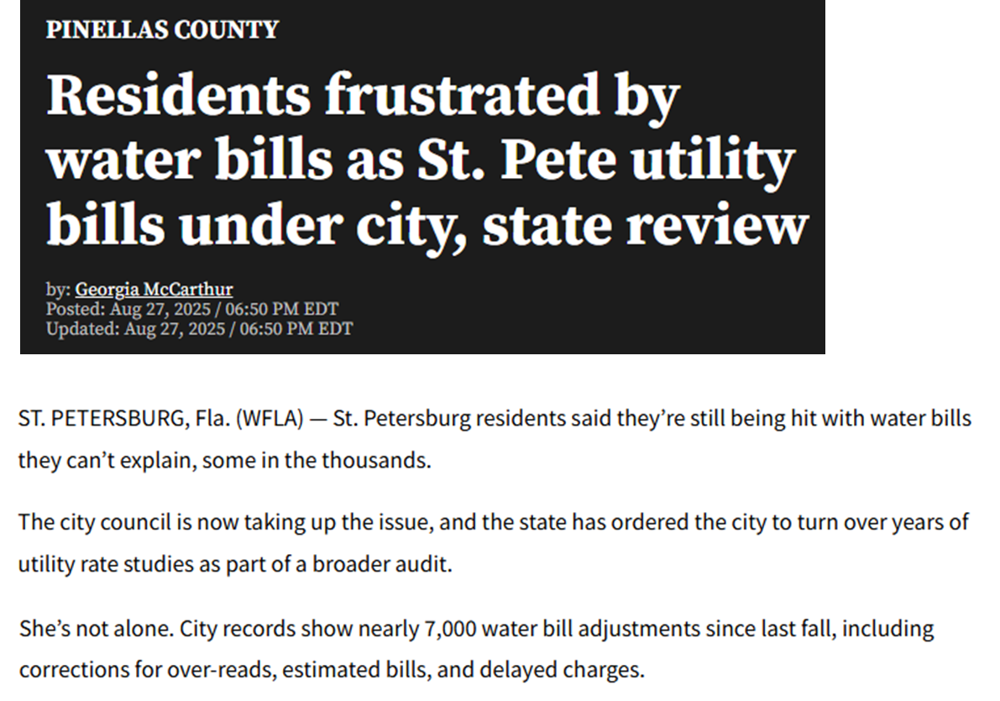 PINELLAS COUNTY
Residents frustrated by
water bills as St. Pete utility
bills under city, state review
by: Georgia McCarthur
Posted: Aug 27, 2025 / 06:50 PM EDT
Updated: Aug 27, 2025 / 06:50 PM EDT
ST. PETERSBURG, Fla. (WFLA) — St. Petersburg residents said they’re still being hit with water bills
they can’t explain, some in the thousands.
The city council is now taking up the issue, and the state has ordered the city to turn over years of
utility rate studies as part of a broader audit.
She’s not alone. City records show nearly 7,000 water bill adjustments since last fall, including
corrections for over-reads, estimated bills, and delayed charges.